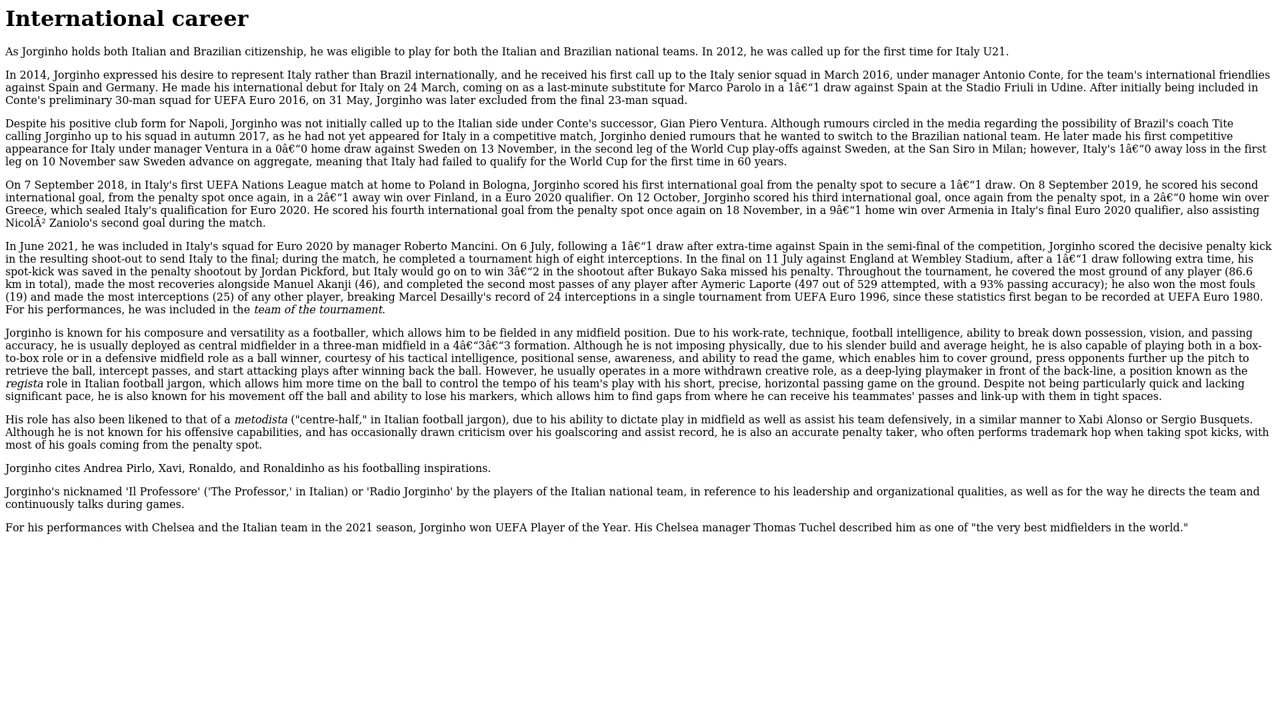 International career
As Jorginho holds both Italian and Brazilian citizenship, he was eligible to play for both the Italian and Brazilian national teams. In 2012, he was called up for the first time for Italy U21.
In 2014, Jorginho expressed his desire to represent Italy rather than Brazil internationally, and he received his first call up to the Italy senior squad in March 2016, under manager Antonio Conte, for the team's international friendlies
against Spain and Germany. He made his international debut for Italy on 24 March, coming on as a last-minute substitute for Marco Parolo in a 1â€“1 draw against Spain at the Stadio Friuli in Udine. After initially being included in
Conte's preliminary 30-man squad for UEFA Euro 2016, on 31 May, Jorginho was later excluded from the final 23-man squad.
Despite his positive club form for Napoli, Jorginho was not initially called up to the Italian side under Conte's successor, Gian Piero Ventura. Although rumours circled in the media regarding the possibility of Brazil's coach Tite
calling Jorginho up to his squad in autumn 2017, as he had not yet appeared for Italy in a competitive match, Jorginho denied rumours that he wanted to switch to the Brazilian national team. He later made his first competitive
appearance for Italy under manager Ventura in a 0â€“0 home draw against Sweden on 13 November, in the second leg of the World Cup play-offs against Sweden, at the San Siro in Milan; however, Italy's 1â€“0 away loss in the first
leg on 10 November saw Sweden advance on aggregate, meaning that Italy had failed to qualify for the World Cup for the first time in 60 years.
On 7 September 2018, in Italy's first UEFA Nations League match at home to Poland in Bologna, Jorginho scored his first international goal from the penalty spot to secure a 1â€“1 draw. On 8 September 2019, he scored his second
international goal, from the penalty spot once again, in a 2â€“1 away win over Finland, in a Euro 2020 qualifier. On 12 October, Jorginho scored his third international goal, once again from the penalty spot, in a 2â€“0 home win over
Greece, which sealed Italy's qualification for Euro 2020. He scored his fourth international goal from the penalty spot once again on 18 November, in a 9â€“1 home win over Armenia in Italy's final Euro 2020 qualifier, also assisting
NicolÃ² Zaniolo's second goal during the match.
In June 2021, he was included in Italy's squad for Euro 2020 by manager Roberto Mancini. On 6 July, following a 1â€“1 draw after extra-time against Spain in the semi-final of the competition, Jorginho scored the decisive penalty kick
in the resulting shoot-out to send Italy to the final; during the match, he completed a tournament high of eight interceptions. In the final on 11 July against England at Wembley Stadium, after a 1â€“1 draw following extra time, his
spot-kick was saved in the penalty shootout by Jordan Pickford, but Italy would go on to win 3â€“2 in the shootout after Bukayo Saka missed his penalty. Throughout the tournament, he covered the most ground of any player (86.6
km in total), made the most recoveries alongside Manuel Akanji (46), and completed the second most passes of any player after Aymeric Laporte (497 out of 529 attempted, with a 93% passing accuracy); he also won the most fouls
(19) and made the most interceptions (25) of any other player, breaking Marcel Desailly's record of 24 interceptions in a single tournament from UEFA Euro 1996, since these statistics first began to be recorded at UEFA Euro 1980.
For his performances, he was included in the team of the tournament.
Jorginho is known for his composure and versatility as a footballer, which allows him to be fielded in any midfield position. Due to his work-rate, technique, football intelligence, ability to break down possession, vision, and passing
accuracy, he is usually deployed as central midfielder in a three-man midfield in a 4â€“3â€“3 formation. Although he is not imposing physically, due to his slender build and average height, he is also capable of playing both in a box-
to-box role or in a defensive midfield role as a ball winner, courtesy of his tactical intelligence, positional sense, awareness, and ability to read the game, which enables him to cover ground, press opponents further up the pitch to
retrieve the ball, intercept passes, and start attacking plays after winning back the ball. However, he usually operates in a more withdrawn creative role, as a deep-lying playmaker in front of the back-line, a position known as the
regista role in Italian football jargon, which allows him more time on the ball to control the tempo of his team's play with his short, precise, horizontal passing game on the ground. Despite not being particularly quick and lacking
significant pace, he is also known for his movement off the ball and ability to lose his markers, which allows him to find gaps from where he can receive his teammates' passes and link-up with them in tight spaces.
His role has also been likened to that of a metodista ("centre-half," in Italian football jargon), due to his ability to dictate play in midfield as well as assist his team defensively, in a similar manner to Xabi Alonso or Sergio Busquets.
Although he is not known for his offensive capabilities, and has occasionally drawn criticism over his goalscoring and assist record, he is also an accurate penalty taker, who often performs trademark hop when taking spot kicks, with
most of his goals coming from the penalty spot.
Jorginho cites Andrea Pirlo, Xavi, Ronaldo, and Ronaldinho as his footballing inspirations.
Jorginho's nicknamed 'Il Professore' ('The Professor,' in Italian) or 'Radio Jorginho' by the players of the Italian national team, in reference to his leadership and organizational qualities, as well as for the way he directs the team and
continuously talks during games.
For his performances with Chelsea and the Italian team in the 2021 season, Jorginho won UEFA Player of the Year. His Chelsea manager Thomas Tuchel described him as one of "the very best midfielders in the world."